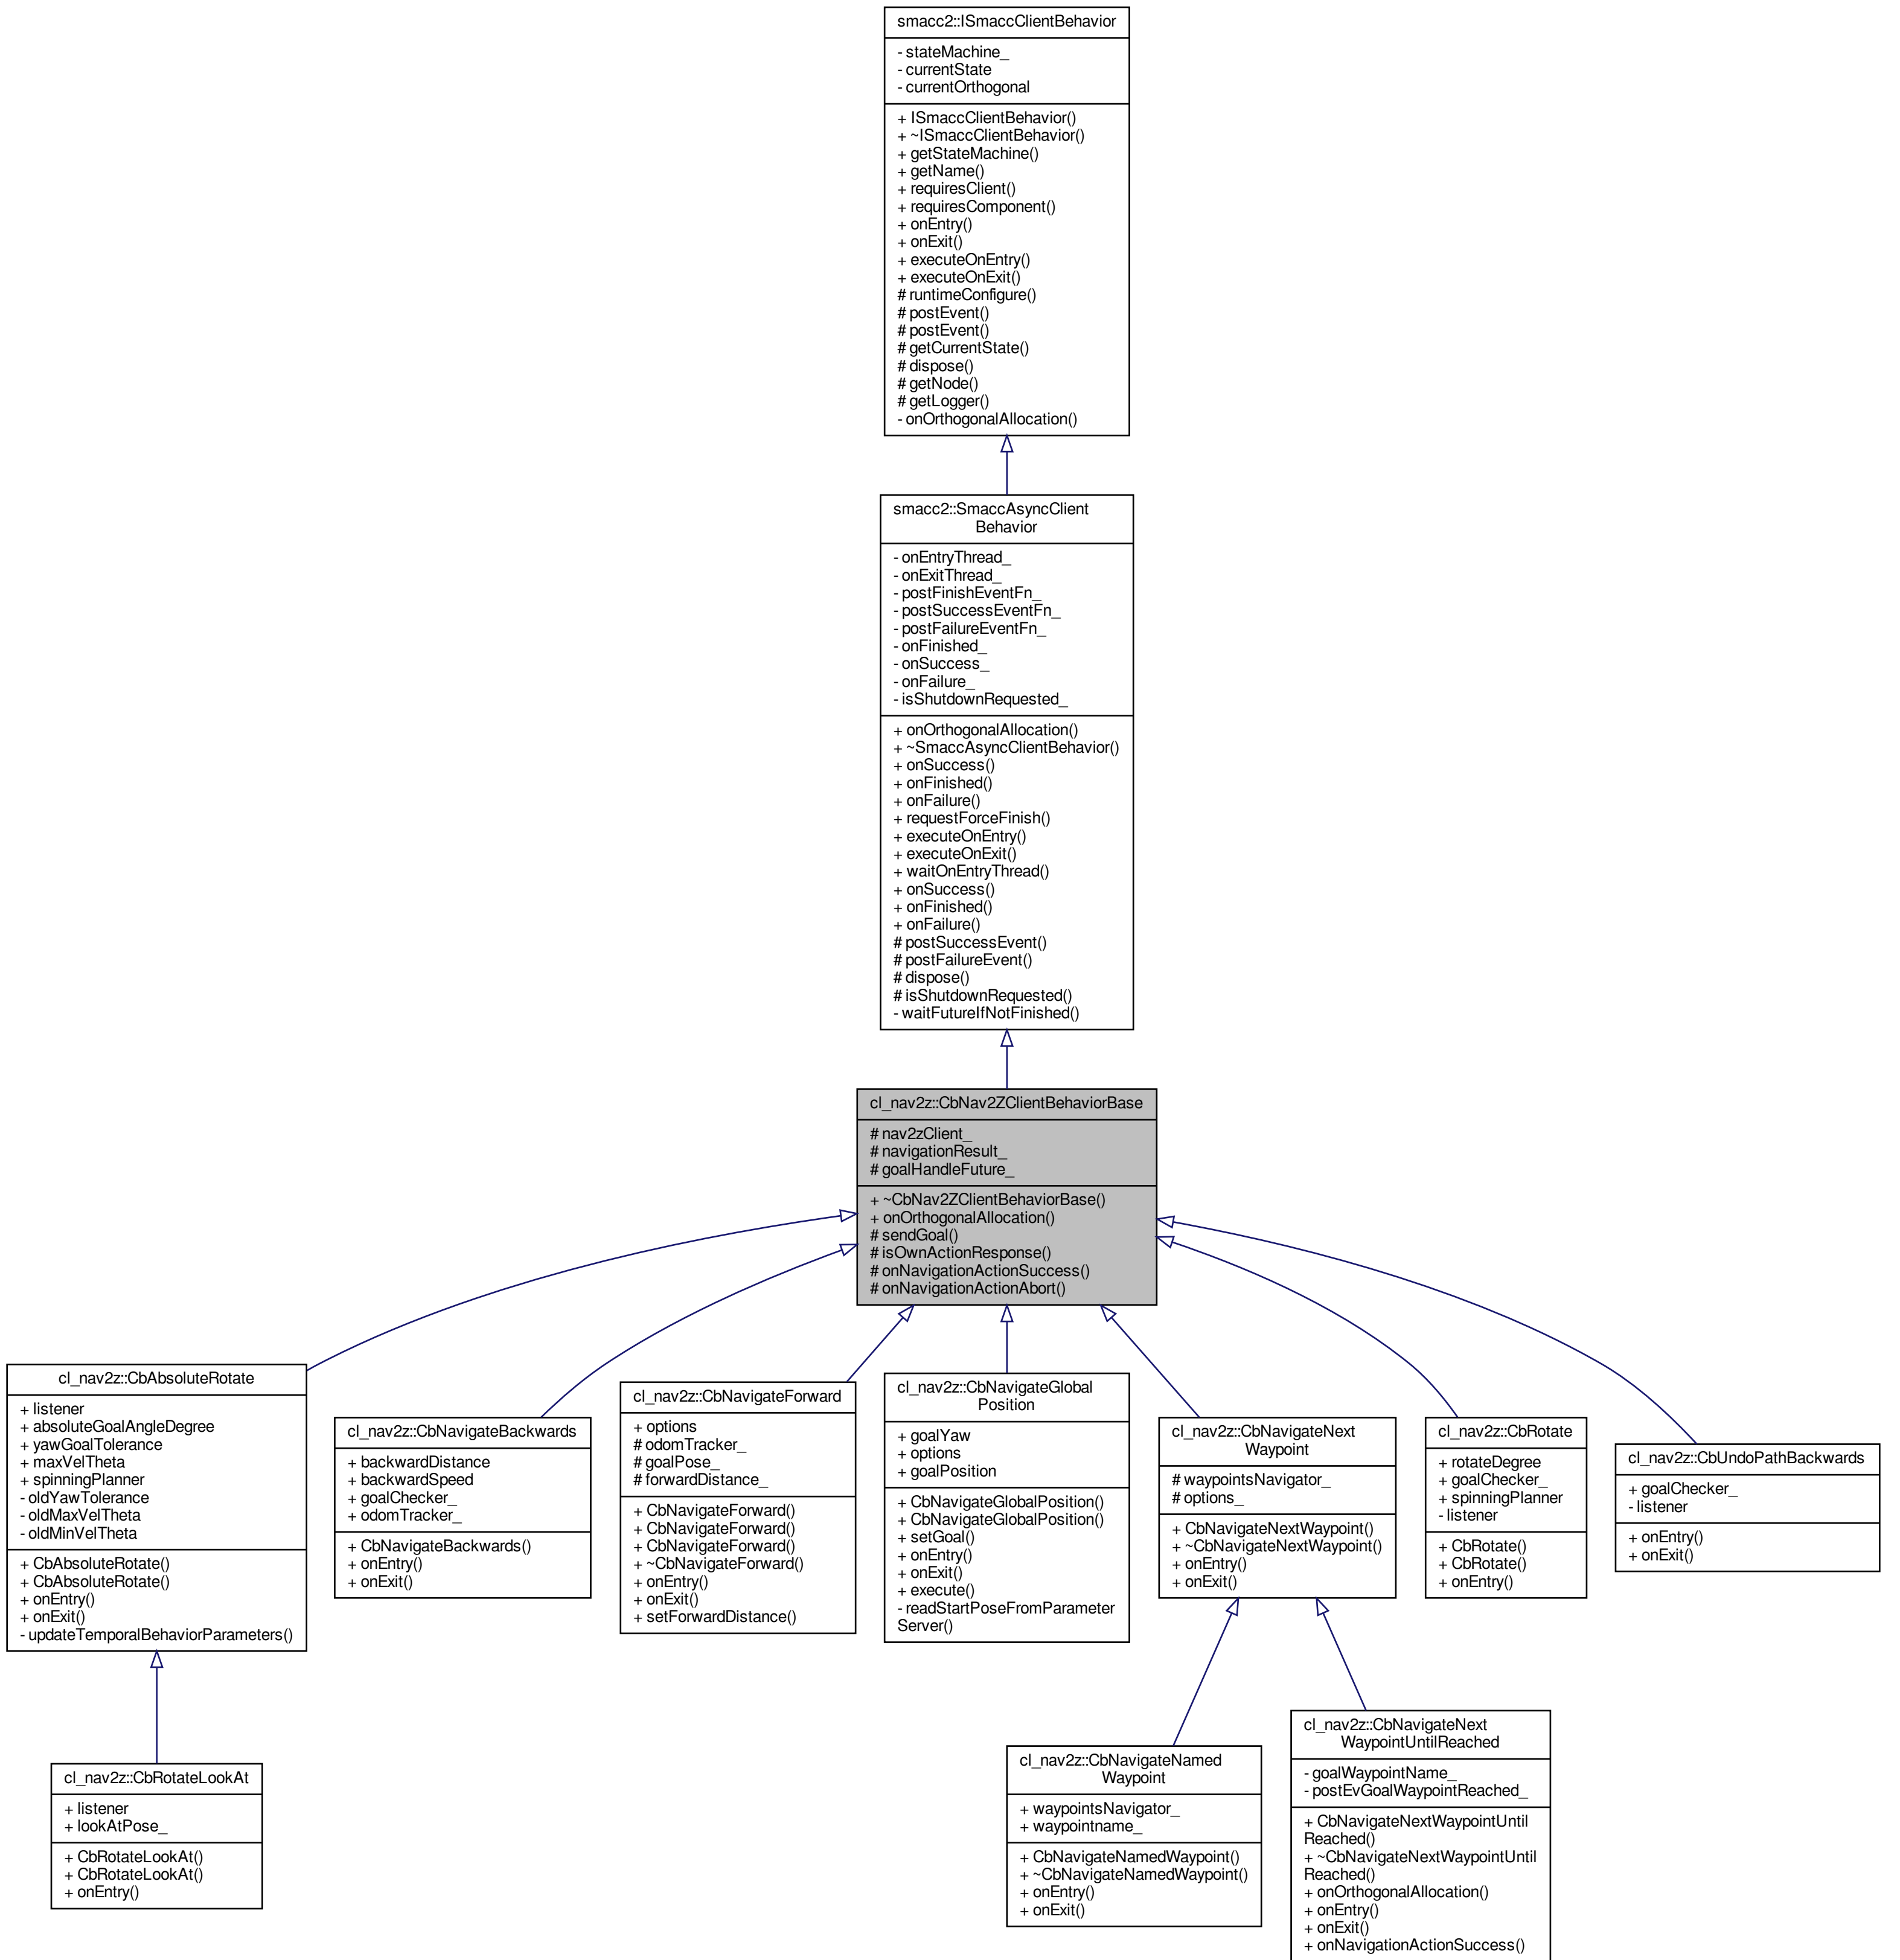 smacc2::ISmaccClientBehavior
- stateMachine_
- currentState
- currentOrthogonal
+ ISmaccClientBehavior()
+ ~ISmaccClientBehavior()
+ getStateMachine()
+ getName()
+ requiresClient()
+ requiresComponent()
+ onEntry()
+ onExit()
+ executeOnEntry()
+ executeOnExit()
# runtimeConfigure()
# postEvent()
# postEvent()
# getCurrentState()
# dispose()
# getNode()
# getLogger()
- onOrthogonalAllocation()
smacc2::SmaccAsyncClient
Behavior
- onEntryThread_
- onExitThread_
- postFinishEventFn_
- postSuccessEventFn_
- postFailureEventFn_
- onFinished_
- onSuccess_
- onFailure_
- isShutdownRequested_
+ onOrthogonalAllocation()
+ ~SmaccAsyncClientBehavior()
+ onSuccess()
+ onFinished()
+ onFailure()
+ requestForceFinish()
+ executeOnEntry()
+ executeOnExit()
+ waitOnEntryThread()
+ onSuccess()
+ onFinished()
+ onFailure()
# postSuccessEvent()
# postFailureEvent()
# dispose()
# isShutdownRequested()
- waitFutureIfNotFinished()
cl_nav2z::CbNav2ZClientBehaviorBase
# nav2zClient_
# navigationResult_
# goalHandleFuture_
+ ~CbNav2ZClientBehaviorBase()
+ onOrthogonalAllocation()
# sendGoal()
# isOwnActionResponse()
# onNavigationActionSuccess()
# onNavigationActionAbort()
cl_nav2z::CbAbsoluteRotate
+ listener
+ absoluteGoalAngleDegree
+ yawGoalTolerance
+ maxVelTheta
+ spinningPlanner
- oldYawTolerance
- oldMaxVelTheta
- oldMinVelTheta
+ CbAbsoluteRotate()
+ CbAbsoluteRotate()
+ onEntry()
+ onExit()
- updateTemporalBehaviorParameters()
cl_nav2z::CbNavigateBackwards
+ backwardDistance
+ backwardSpeed
+ goalChecker_
+ odomTracker_
+ CbNavigateBackwards()
+ onEntry()
+ onExit()
cl_nav2z::CbNavigateForward
+ options
# odomTracker_
# goalPose_
# forwardDistance_
+ CbNavigateForward()
+ CbNavigateForward()
+ CbNavigateForward()
+ ~CbNavigateForward()
+ onEntry()
+ onExit()
+ setForwardDistance()
cl_nav2z::CbNavigateGlobal
Position
+ goalYaw
+ options
+ goalPosition
+ CbNavigateGlobalPosition()
+ CbNavigateGlobalPosition()
+ setGoal()
+ onEntry()
+ onExit()
+ execute()
- readStartPoseFromParameter
Server()
cl_nav2z::CbNavigateNext
Waypoint
# waypointsNavigator_
# options_
+ CbNavigateNextWaypoint()
+ ~CbNavigateNextWaypoint()
+ onEntry()
+ onExit()
cl_nav2z::CbRotate
+ rotateDegree
+ goalChecker_
+ spinningPlanner
- listener
+ CbRotate()
+ CbRotate()
+ onEntry()
cl_nav2z::CbUndoPathBackwards
+ goalChecker_
- listener
+ onEntry()
+ onExit()
cl_nav2z::CbRotateLookAt
+ listener
+ lookAtPose_
+ CbRotateLookAt()
+ CbRotateLookAt()
+ onEntry()
cl_nav2z::CbNavigateNamed
Waypoint
+ waypointsNavigator_
+ waypointname_
+ CbNavigateNamedWaypoint()
+ ~CbNavigateNamedWaypoint()
+ onEntry()
+ onExit()
cl_nav2z::CbNavigateNext
WaypointUntilReached
- goalWaypointName_
- postEvGoalWaypointReached_
+ CbNavigateNextWaypointUntil
Reached()
+ ~CbNavigateNextWaypointUntil
Reached()
+ onOrthogonalAllocation()
+ onEntry()
+ onExit()
+ onNavigationActionSuccess()